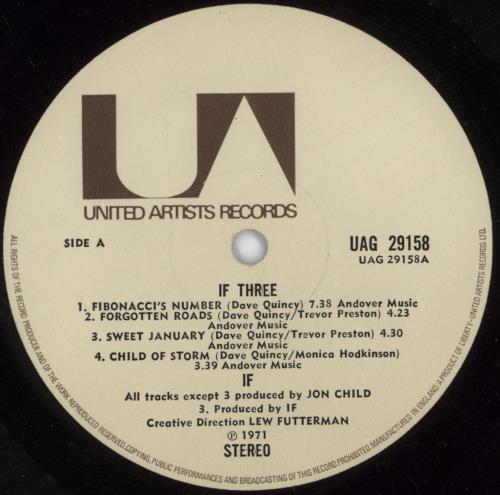 UA
UNITED ARTISTS RECORDS
SIDE A
UAG 29158
UAG 29158A
IF THREE
1. FIBONACCI'S NUMBER (Dave Quincy) 7.38 Andover Music
2. FORGOTTEN ROADS (Dave Quincy/Trevor Preston) 4.23
Andover Music
3. SWEET JANUARY (Dave Quincy/Trevor Preston) 4.30
Andover Music
4. CHILD OF STORM (Dave Quincy/Monica Hodkinson)
3.39 Andover Music
IF
All tracks except 3 produced by JON CHILD
3. Produced by IF
Creative Direction LEW FUTTERMAN
℗ 1971
STEREO
ALL RIGHTS OF THE RECORD PRODUCER AND OF THE WORK REPRODUCED RESERVED. COPYING, PUBLIC PERFORMANCES AND BROADCASTING OF THIS RECORD PROHIBITED. MANUFACTURED IN ENGLAND. A PRODUCT OF LIBERTY-UNITED ARTISTS RECORDS LTD.